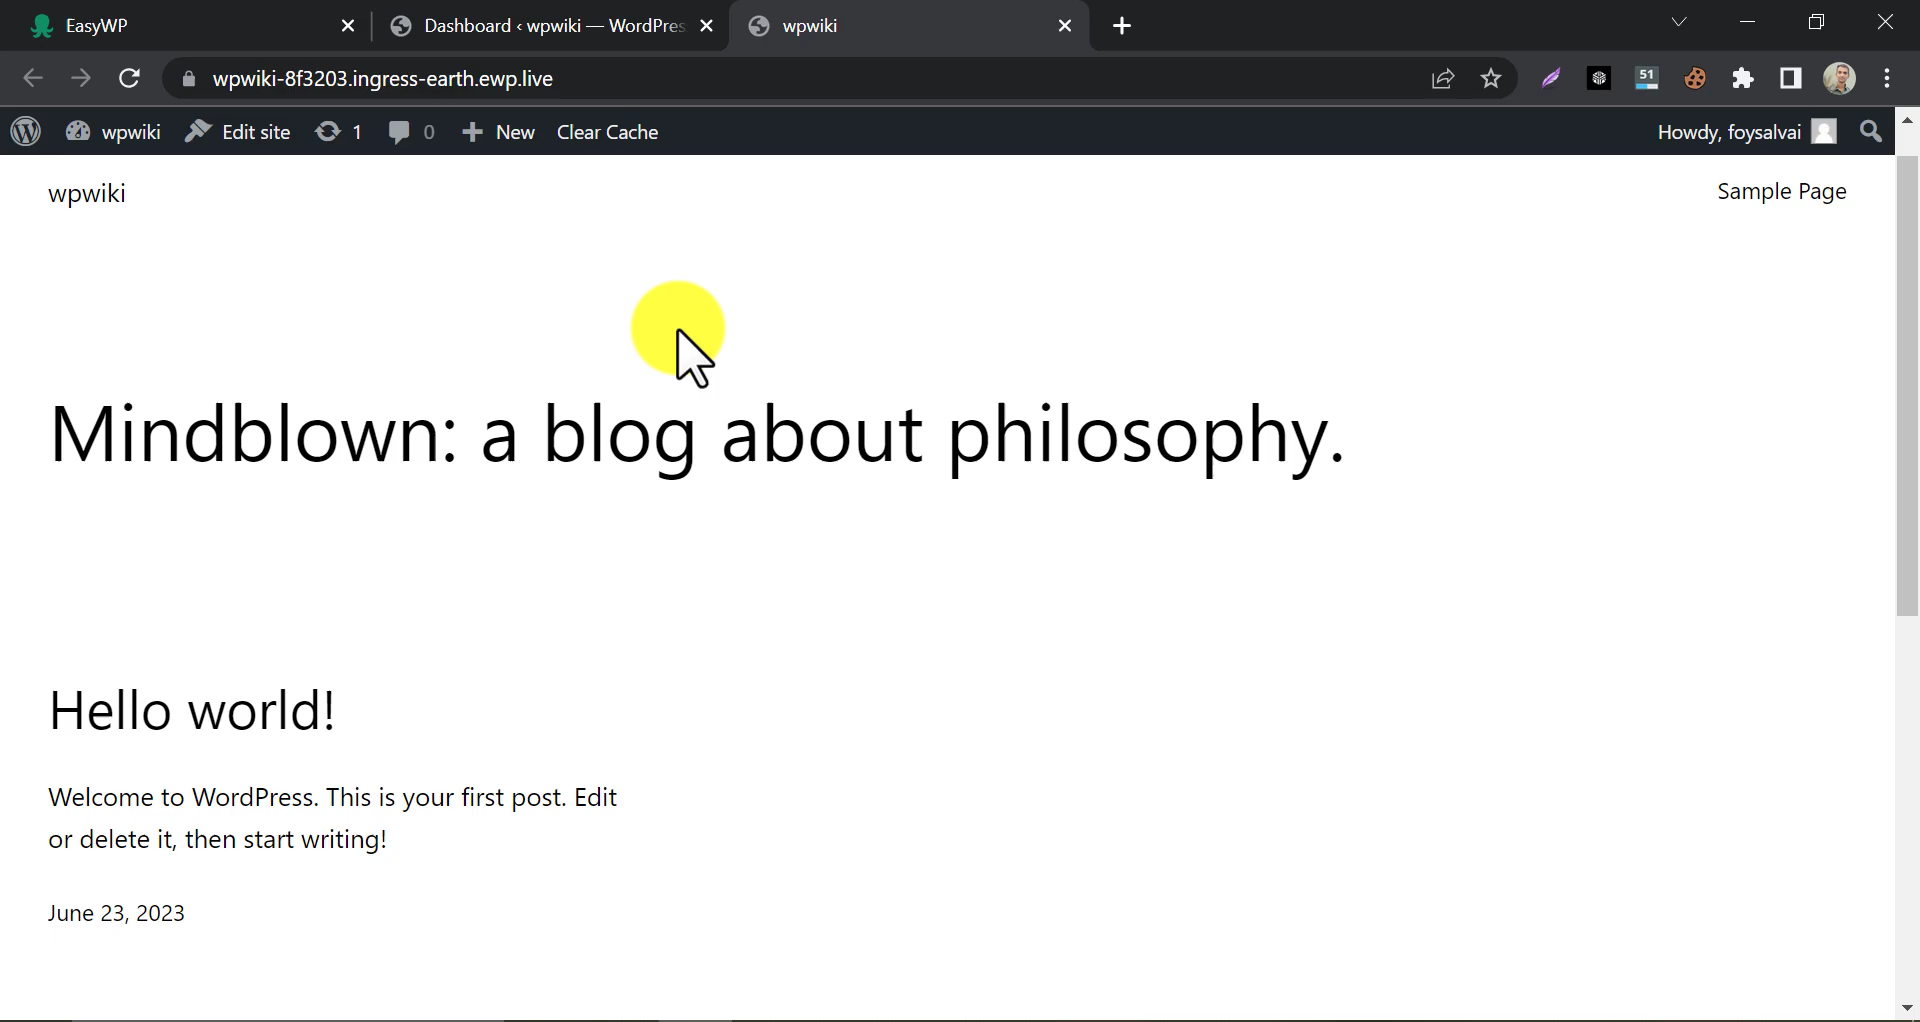 EasyWP
Dashboard ‹ wpwiki — WordPres
wpwiki
wpwiki-8f3203.ingress-earth.ewp.live
51
wpwiki
Edit site
1
0
New
Clear Cache
Howdy, foysalvai
wpwiki
Sample Page
Mindblown: a blog about philosophy.
Hello world!
Welcome to WordPress. This is your first post. Edit
or delete it, then start writing!
June 23, 2023